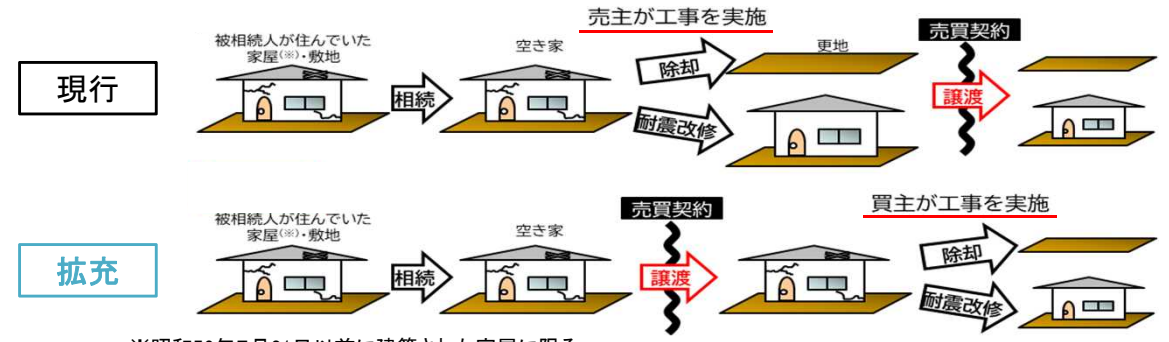 現行
被相続人が住んでいた
家屋(※)・敷地
相続
空き家
売主が工事を実施
除却
耐震改修
更地
売買契約
譲渡
拡充
被相続人が住んでいた
家屋(※)・敷地
相続
空き家
売買契約
譲渡
買主が工事を実施
除却
耐震改修